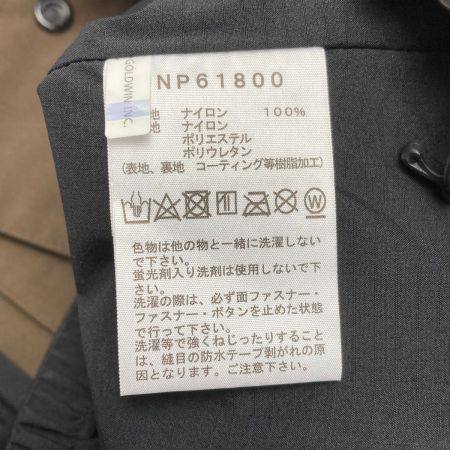 GOLDWIN INC.
NP61800
地 ナイロン 100%
地 ナイロン
ポリエステル
ポリウレタン
(表地、裏地 コーティング等樹脂加工)
色物は他の物と一緒に洗濯しない
で下さい。
蛍光剤入り洗剤は使用しないで下
さい。
洗濯の際は、必ず面ファスナー・
ファスナー・ボタンを止めた状態
で行って下さい。
洗濯等で強くねじったりすること
は、縫目の防水テープ剥がれの原
因となります。ご注意下さい。